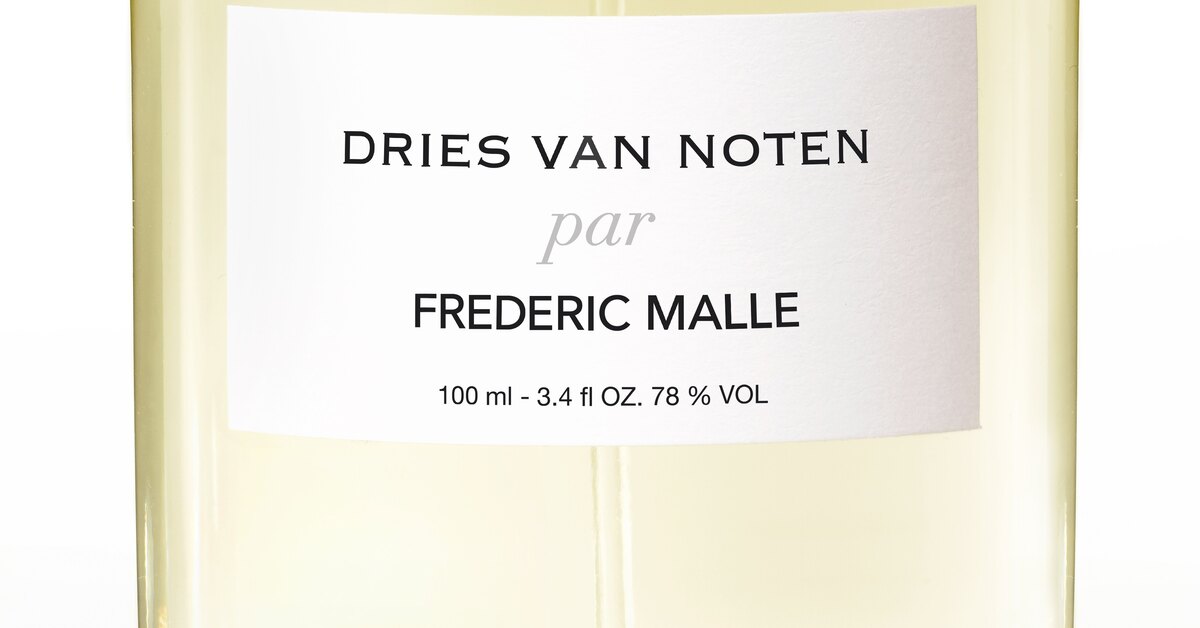 DRIES VAN NOTEN
par
FREDERIC MALLE
100 ml - 3.4 fl OZ. 78 % VOL